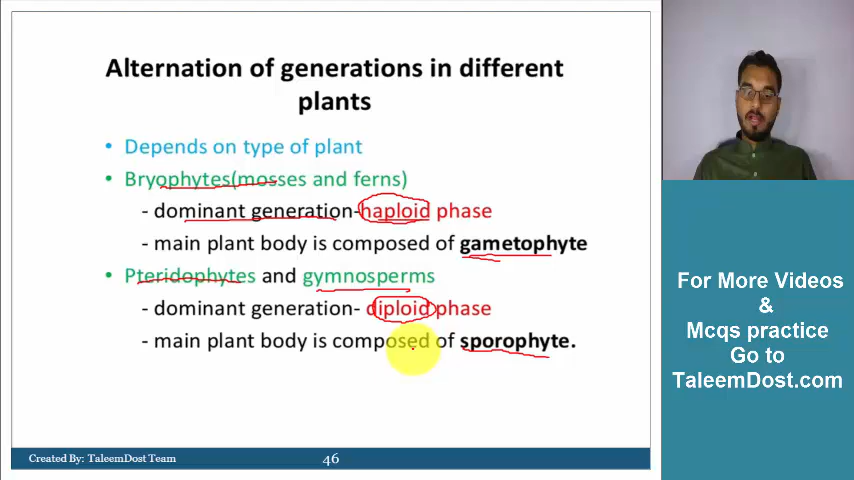 Alternation of generations in different
plants
• Depends on type of plant
• Bryophytes(mosses and ferns)
- dominant generation-haploid phase
- main plant body is composed of gametophyte
• Pteridophytes and gymnosperms
- dominant generation- diploid phase
- main plant body is composed of sporophyte.
Created By: TaleemDost Team
46
For More Videos
&
Mcqs practice
Go to
TaleemDost.com